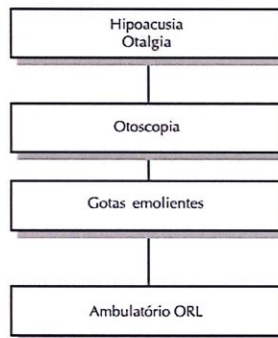 Hipoacusia
Otalgia
Otoscopia
Gotas emolientes
Ambulatório ORL